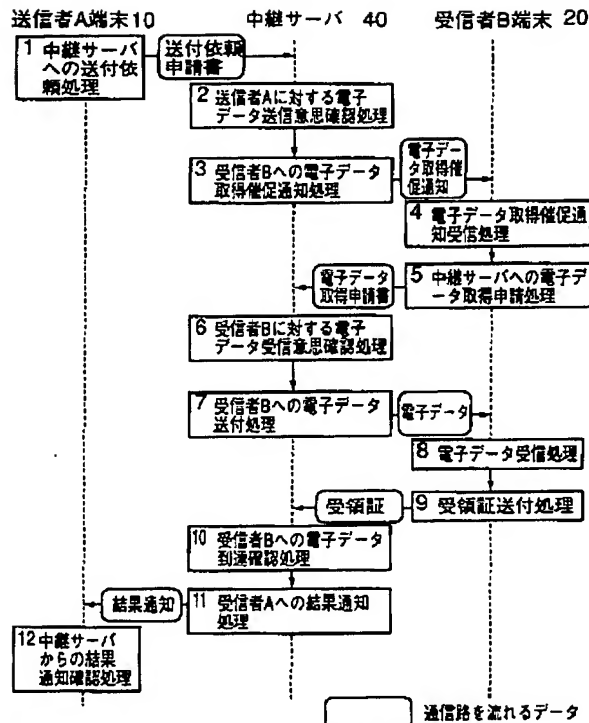 送信者A端末10 中継サーバ 40 受信者B端末 20
1 中継サーバ
への送付依
頼処理
送付依頼
申請書
2 送信者Aに対する電子
データ送信意思確認処理
3 受信者Bへの電子データ
取得催促通知処理
電子デー
タ取得催
促通知
4 電子データ取得催促通
知受信処理
5 中継サーバへの電子デ
ータ取得申請処理
電子データ
取得申請書
6 受信者Bに対する電子
データ受信意思確認処理
7 受信者Bへの電子データ
送付処理
電子データ
8 電子データ受信処理
9 受領証送付処理
受領証
10 受信者Bへの電子データ
到達確認処理
11 受信者Aへの結果通知
処理
結果通知
12 中継サーバ
からの結果
通知確認処理
通信路を流れるデータ